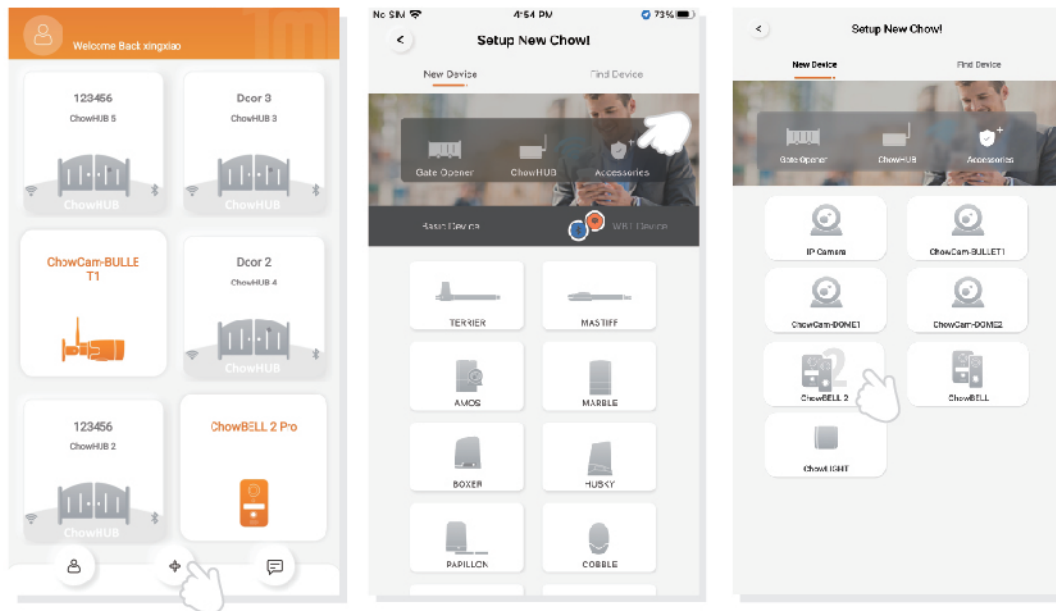 Welcome Back xingxiao
123456
ChowHUB 5
ChowHUB
Door 3
ChowHUB 3
ChowHUB
ChowCam-BULLE
T1
Door 2
ChowHUB 4
ChowHUB
123456
ChowHUB 2
ChowHUB
ChowBELL 2 Pro
No SIM
4:54 PM
73%
Setup New Chow!
New Device
Find Device
Gate Opener
ChowHUB
Accessories
Basic Device
WBT Device
TERRIER
MASTIFF
AMOS
MARBLE
BOXER
HUSKY
PAPILLON
COBBLE
Setup New Chow!
New Device
Find Device
Gate Opener
ChowHUB
Accessories
IP Camera
ChowCam-BULLET1
ChowCam-DOME1
ChowCam-DOME2
2
ChowBELL 2
ChowBELL
ChowLIGHT